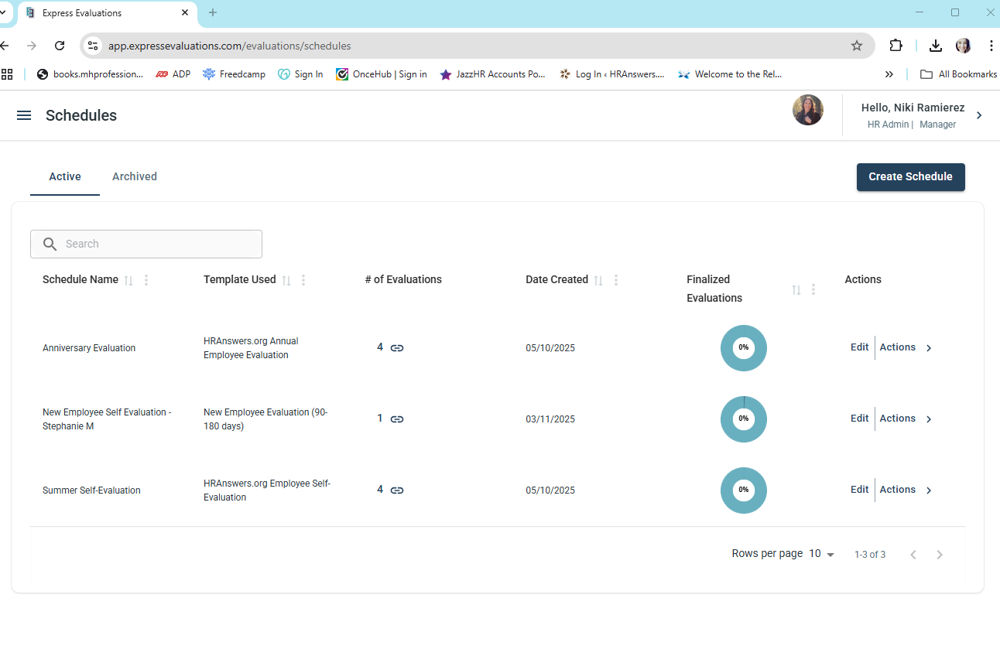 Express Evaluations
app.expressevaluations.com/evaluations/schedules
books.mhprofession... ADP Freedcamp Sign In OnceHub | Sign in JazzHR Accounts Po... Log In ‹ HRAnswers.... Welcome to the Rel... » All Bookmarks
Schedules
Hello, Niki Ramierez
HR Admin | Manager
Active Archived Create Schedule
Search
Schedule Name Template Used # of Evaluations Date Created Finalized Evaluations Actions
Anniversary Evaluation
HRAnswers.org Annual
Employee Evaluation
4 05/10/2025 0% Edit Actions
New Employee Self Evaluation -
Stephanie M
New Employee Evaluation (90-
180 days)
1 03/11/2025 0% Edit Actions
Summer Self-Evaluation
HRAnswers.org Employee Self-
Evaluation
4 05/10/2025 0% Edit Actions
Rows per page 10 1-3 of 3